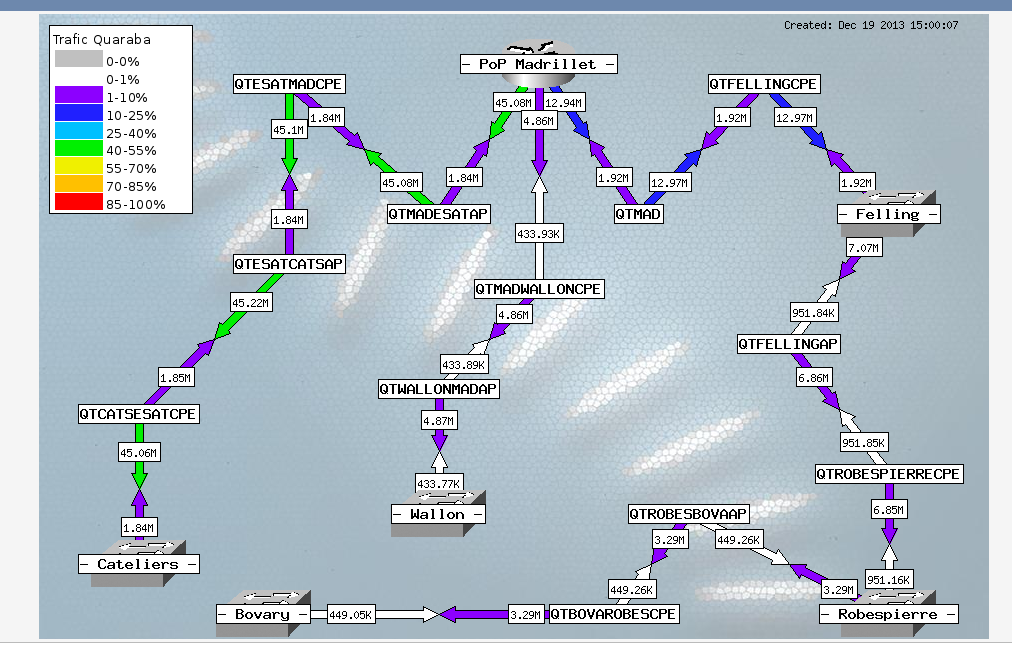 Created: Dec 19 2013 15:00:07
Trafic Quaraba
0-0%
0-1%
1-10%
10-25%
25-40%
40-55%
55-70%
70-85%
85-100%
- PoP Madrillet -
QTESATMADCPE
QTFELLINGCPE
45.08M
12.94M
4.86M
45.1M
1.84M
1.92M
12.97M
45.08M
1.84M
1.92M
12.97M
1.92M
QTMADESATAP
QTMAD
- Felling -
1.84M
433.93K
7.07M
QTESATCATSAP
QTMADWALLONCPE
45.22M
4.86M
951.84K
QTFELLINGAP
433.89K
1.85M
6.86M
QTWALLONMADAP
QTCATSESATCPE
4.87M
45.06M
951.85K
QTROBESPIERRECPE
433.77K
6.85M
- Wallon -
QTROBESBOVAAP
1.84M
3.29M
449.26K
- Cateliers -
951.16K
449.26K
3.29M
- Bovary -
449.05K
3.29M
QTBOVAROBESCPE
- Robespierre -